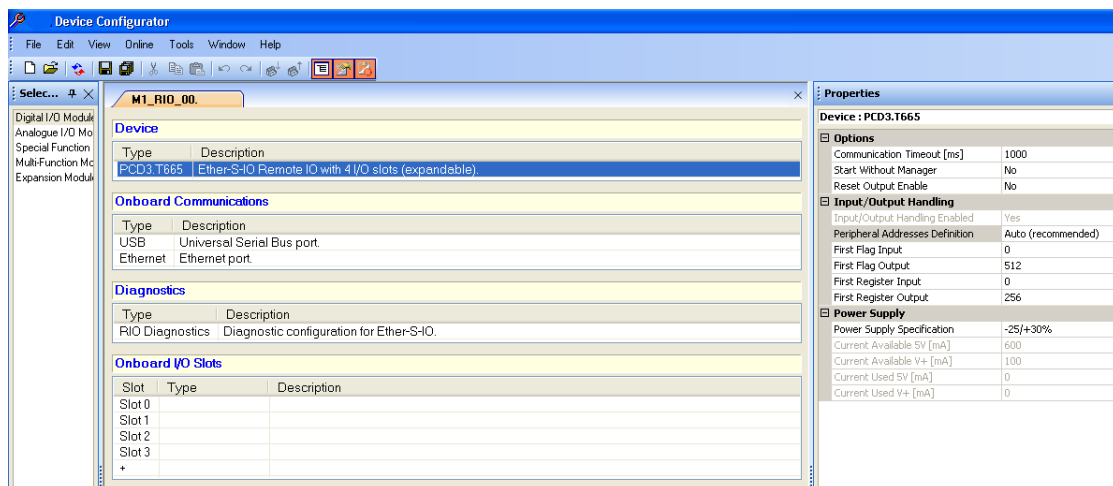 Device Configurator
File Edit View Online Tools Window Help
Selec...
Digital I/O Module
Analogue I/O Mo
Special Function
Multi-Function Mo
Expansion Modul
M1_RIO_00.
Device
Type Description
PCD3.T665 Ether-S-IO Remote IO with 4 I/O slots (expandable).
Onboard Communications
Type Description
USB Universal Serial Bus port.
Ethernet Ethernet port.
Diagnostics
Type Description
RIO Diagnostics Diagnostic configuration for Ether-S-IO.
Onboard I/O Slots
Slot Type Description
Slot 0
Slot 1
Slot 2
Slot 3
+
Properties
Device : PCD3.T665
Options
Communication Timeout [ms] 1000
Start Without Manager No
Reset Output Enable No
Input/Output Handling
Input/Output Handling Enabled Yes
Peripheral Addresses Definition Auto (recommended)
First Flag Input 0
First Flag Output 512
First Register Input 0
First Register Output 256
Power Supply
Power Supply Specification -25/+30%
Current Available 5V [mA] 600
Current Available V+ [mA] 100
Current Used 5V [mA] 0
Current Used V+ [mA] 0